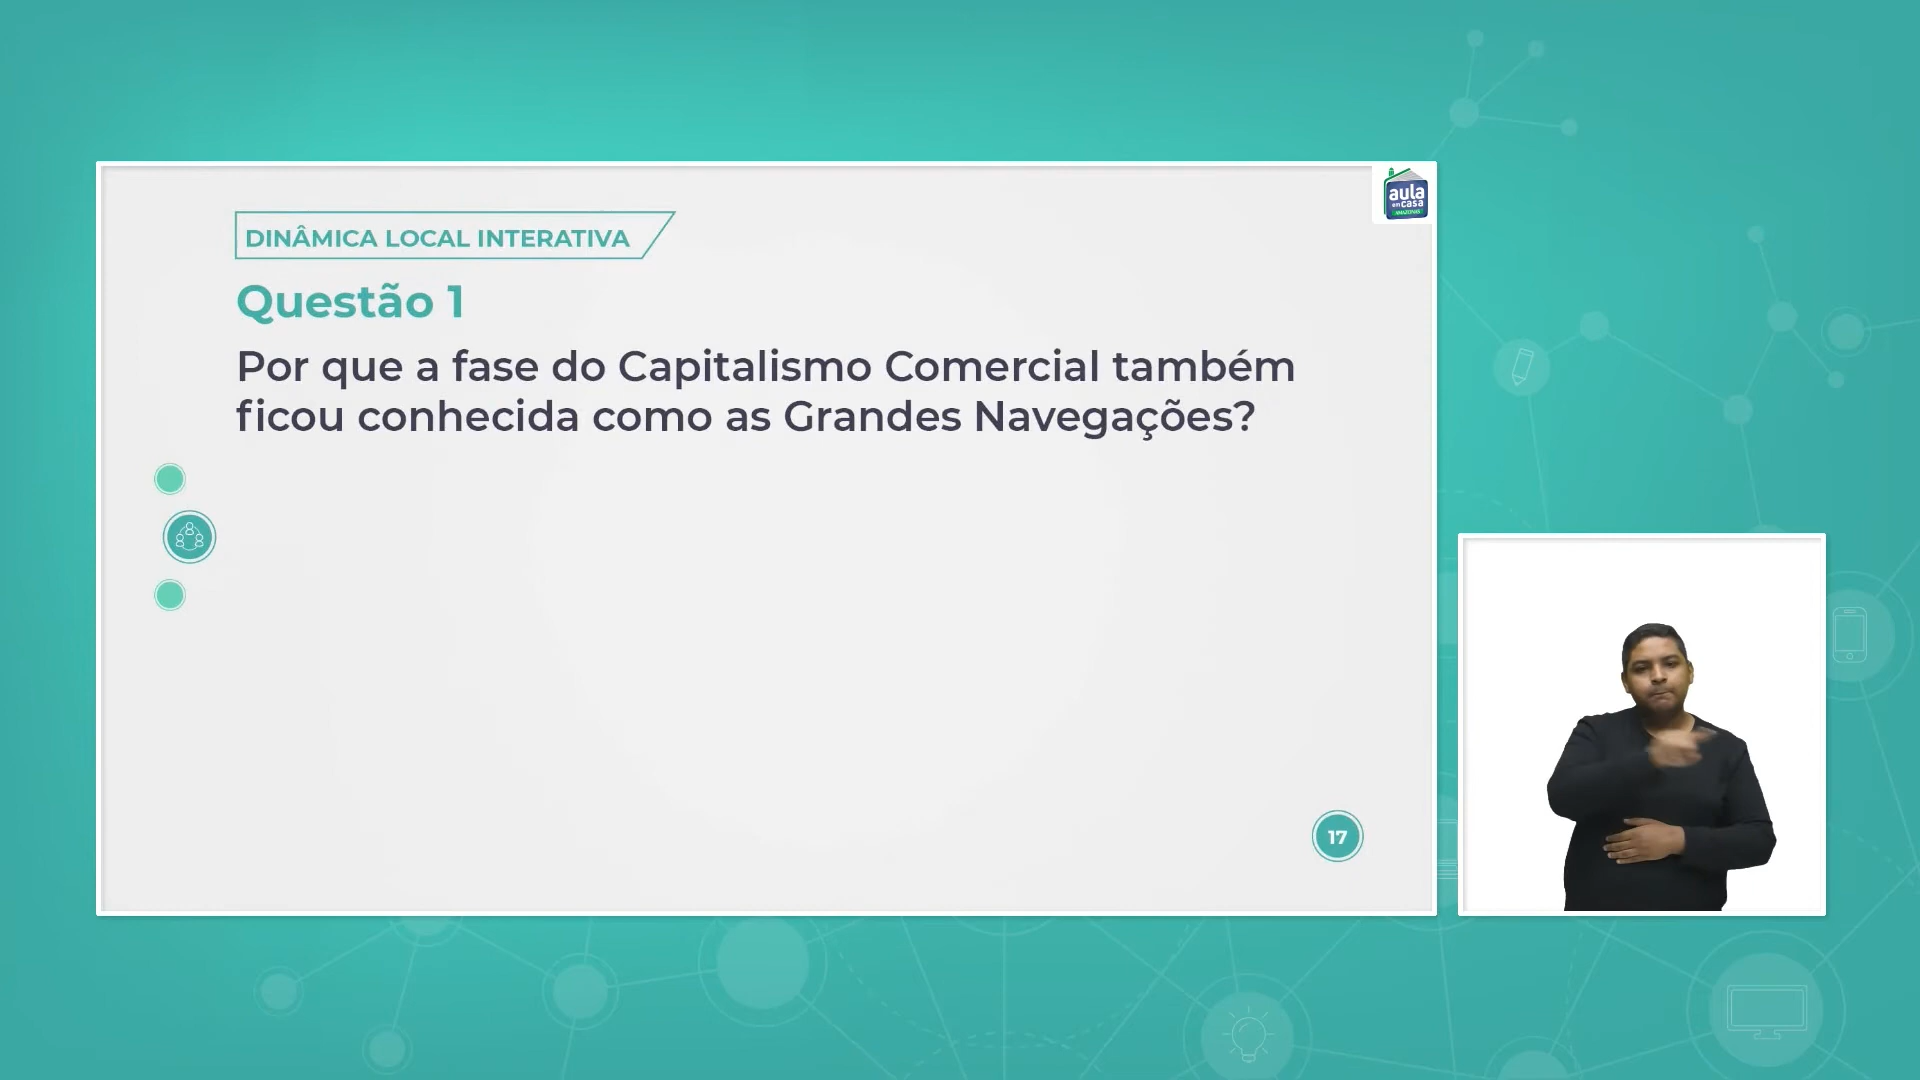 aula
em casa
AMAZONAS
DINÂMICA LOCAL INTERATIVA
Questão 1
Por que a fase do Capitalismo Comercial também
ficou conhecida como as Grandes Navegações?
17